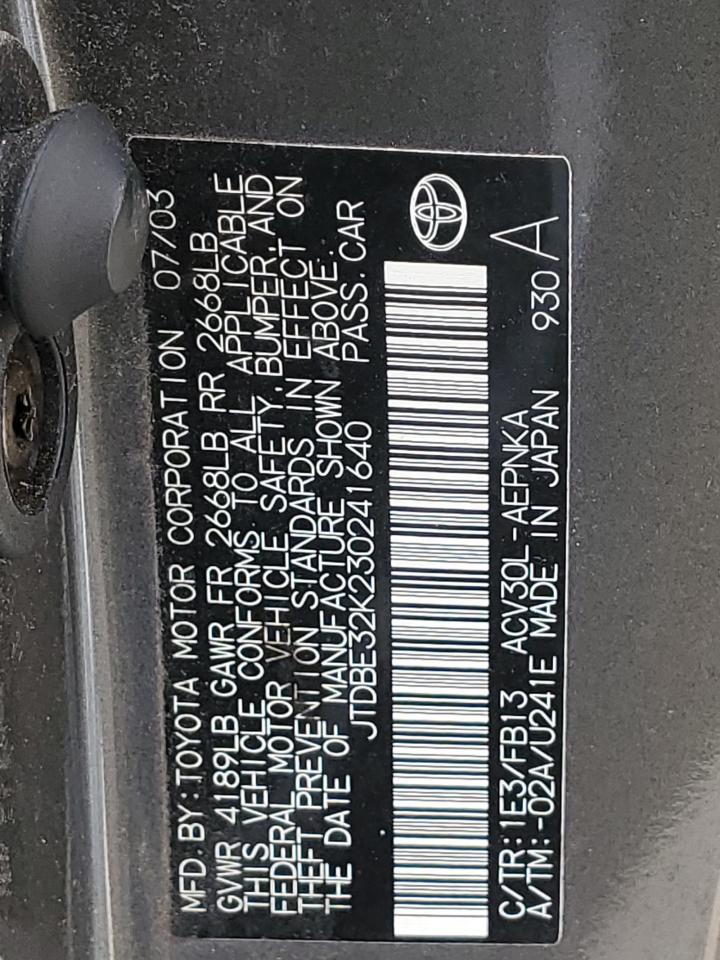 MFD.BY:TOYOTA MOTOR CORPORATION 07/03
GVWR 4189LB GAWR FR 2668LB RR 2668LB
THIS VEHICLE CONFORMS TO ALL APPLICABLE
FEDERAL MOTOR VEHICLE SAFETY,BUMPER,AND
THEFT PREVENTION STANDARDS IN EFFECT ON
THE DATE OF MANUFACTURE SHOWN ABOVE.
JTDBE32K230241640 PASS.CAR
C/TR:1E3/FB13 ACV30L-AEPNKA 930 A
A/TM:-02A/U241E MADE IN JAPAN